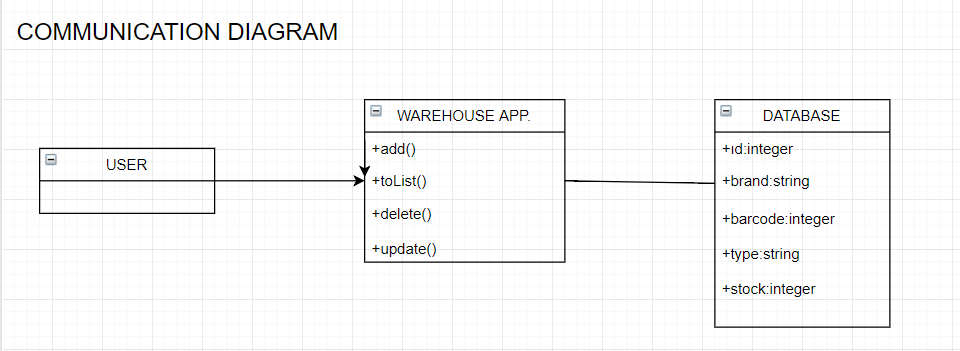 COMMUNICATION DIAGRAM
USER
WAREHOUSE APP.
+add()
+toList()
+delete()
+update()
DATABASE
+ıd:integer
+brand:string
+barcode:integer
+type:string
+stock:integer